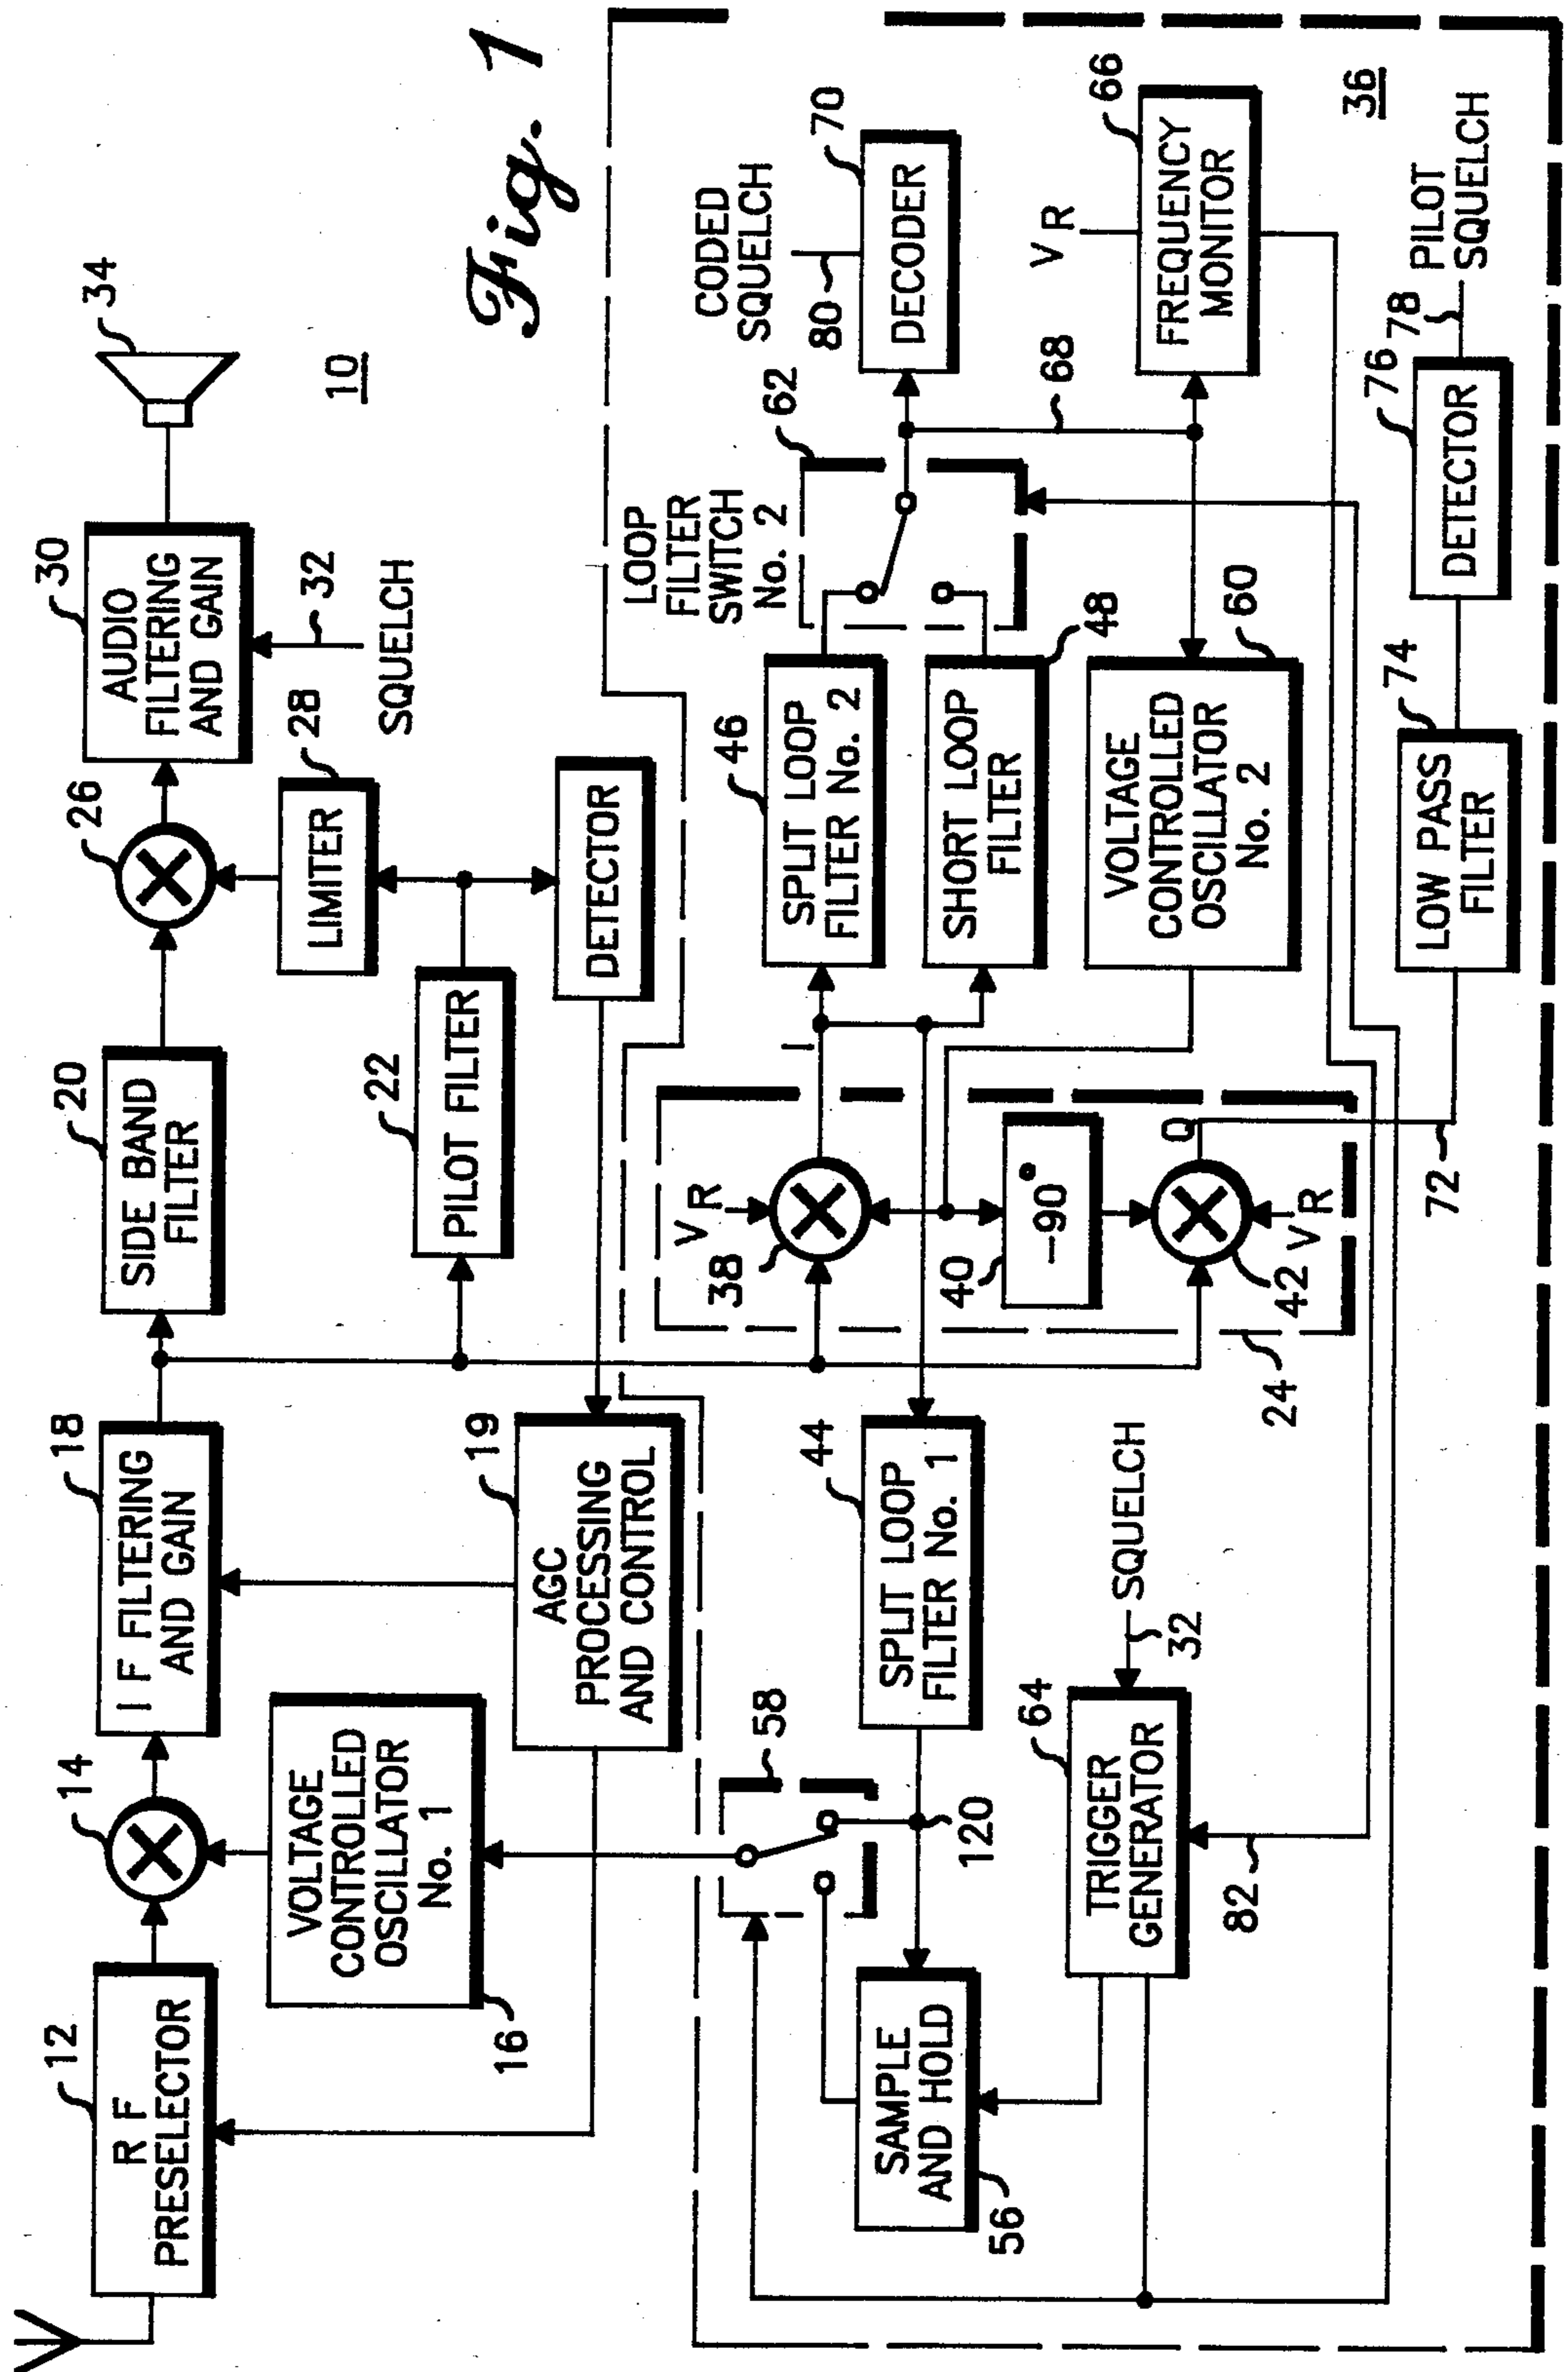 Fig. 1
10
12
R F
PRESELECTOR
14
VOLTAGE
CONTROLLED
OSCILLATOR
No. 1
16
18
I F FILTERING
AND GAIN
19
AGC
PROCESSING
AND CONTROL
20
SIDE BAND
FILTER
22
PILOT FILTER
26
LIMITER
28
DETECTOR
30
AUDIO
FILTERING
AND GAIN
32
SQUELCH
34
36
58
120
SAMPLE
AND HOLD
56
44
SPLIT LOOP
FILTER No. 1
64
TRIGGER
GENERATOR
SQUELCH
32
82
24
VR
38
40
-90°
42
VR
I
Q
72
46
SPLIT LOOP
FILTER No. 2
SHORT LOOP
FILTER
48
VOLTAGE
CONTROLLED
OSCILLATOR
No. 2
60
LOOP
FILTER
SWITCH
No. 2
62
68
CODED
SQUELCH
80
DECODER
70
VR
66
FREQUENCY
MONITOR
74
LOW PASS
FILTER
76
DETECTOR
78
PILOT
SQUELCH